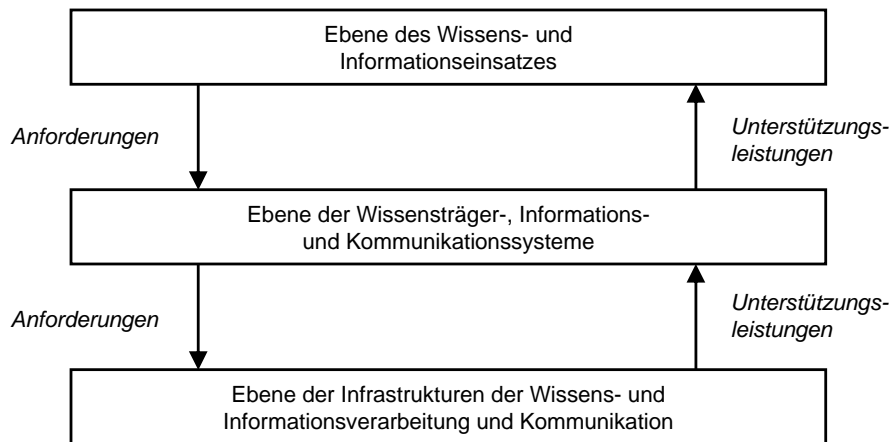 Ebene des Wissens- und
Informationseinsatzes
Anforderungen
Unterstützungs-
leistungen
Ebene der Wissensträger-, Informations-
und Kommunikationssysteme
Anforderungen
Unterstützungs-
leistungen
Ebene der Infrastrukturen der Wissens- und
Informationsverarbeitung und Kommunikation